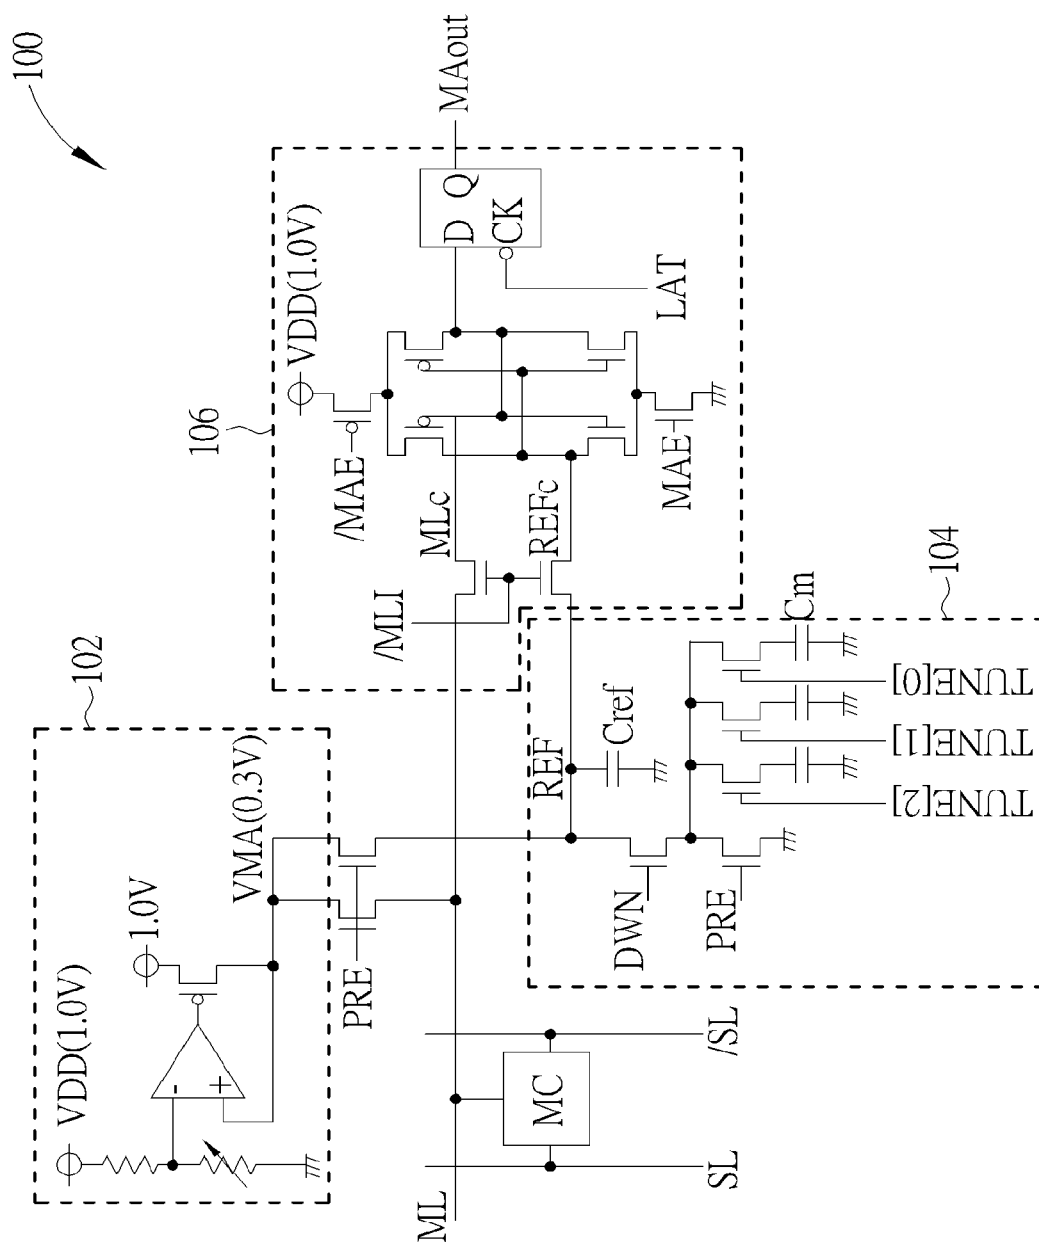 100
102
VDD(1.0V)
1.0V
-
+
VMA(0.3V)
PRE
ML
MC
SL
/SL
106
VDD(1.0V)
/MAE
MLc
REFc
/MLI
MAE
D Q
CK
LAT
MAout
104
REF
Cref
DWN
PRE
Cm
TUNE[2]
TUNE[1]
TUNE[0]